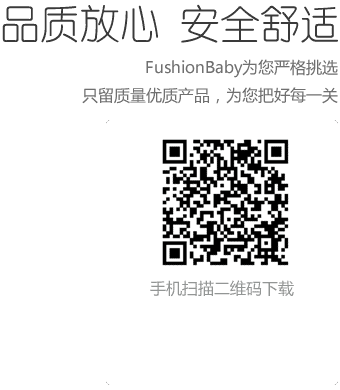 品质放心 安全舒适
FushionBaby为您严格挑选
只留质量优质产品，为您把好每一关
手机扫描二维码下载